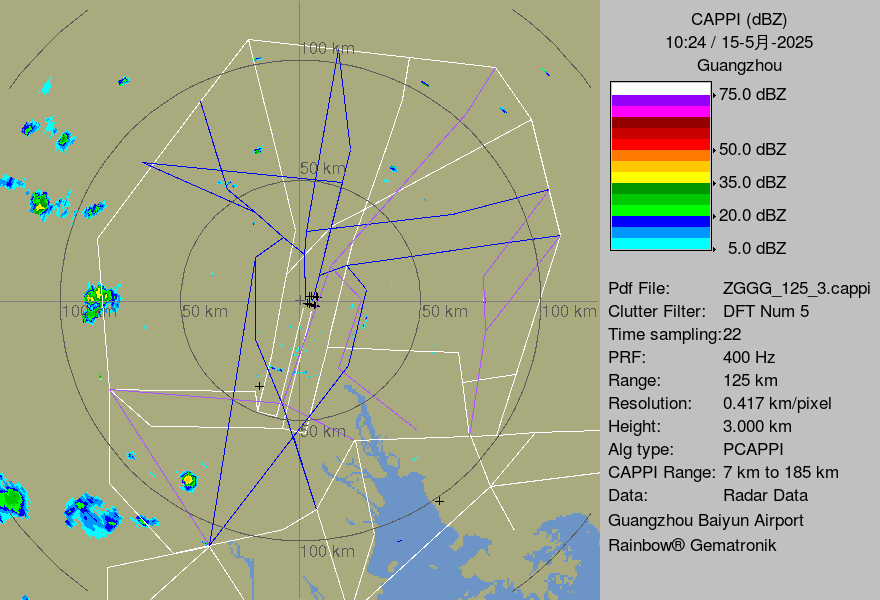 100 km
50 km
100 km
50 km
50 km
100 km
50 km
100 km
CAPPI (dBZ)
10:24 / 15-5月-2025
Guangzhou
75.0 dBZ
50.0 dBZ
35.0 dBZ
20.0 dBZ
5.0 dBZ
Pdf File: ZGGG_125_3.cappi
Clutter Filter: DFT Num 5
Time sampling:22
PRF: 400 Hz
Range: 125 km
Resolution: 0.417 km/pixel
Height: 3.000 km
Alg type: PCAPPI
CAPPI Range: 7 km to 185 km
Data: Radar Data
Guangzhou Baiyun Airport
Rainbow® Gematronik